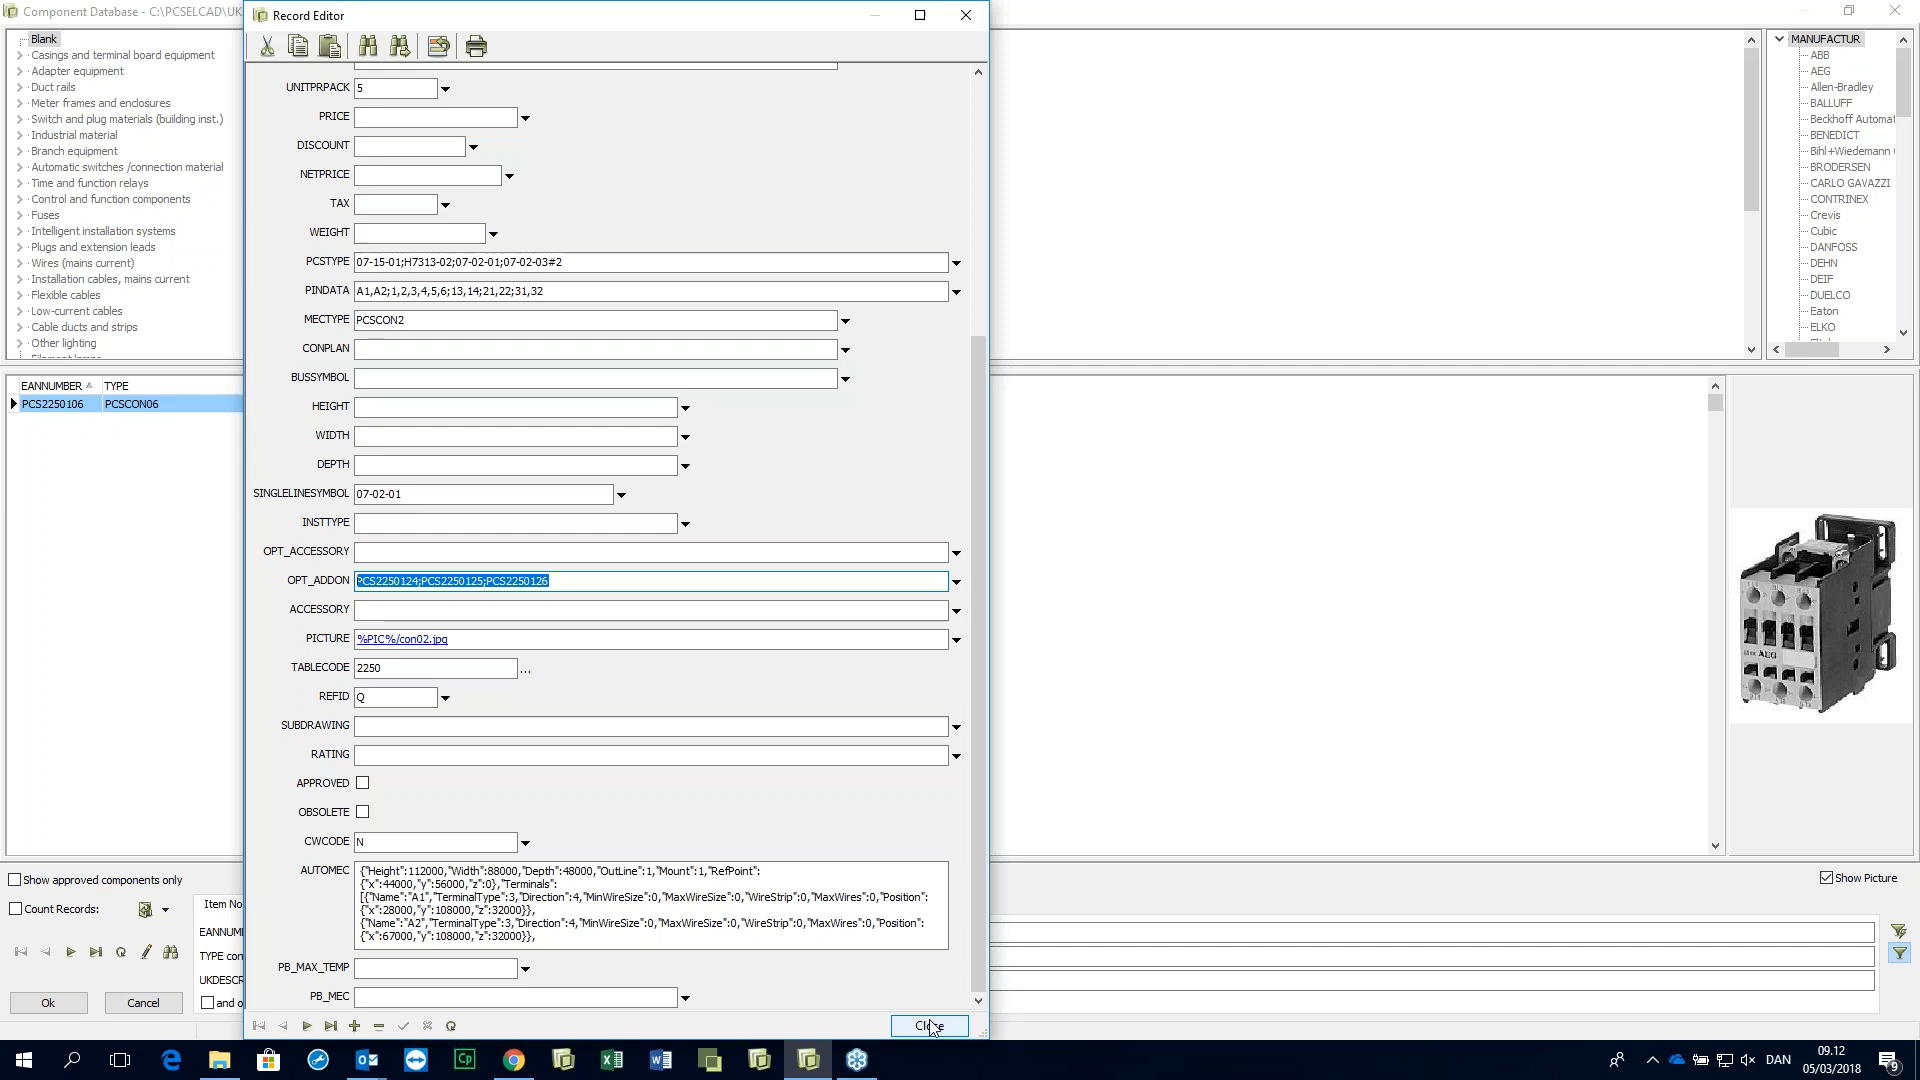 Component Database - C:\PCSELCAD\UK
Record Editor
Blank
Casings and terminal board equipment
Adapter equipment
Duct rails
Meter frames and enclosures
Switch and plug materials (building inst.)
Industrial material
Branch equipment
Automatic switches /connection material
Time and function relays
Control and function components
Fuses
Intelligent installation systems
Plugs and extension leads
Wires (mains current)
Installation cables, mains current
Flexible cables
Low-current cables
Cable ducts and strips
Other lighting
EANNUMBER TYPE
PCS2250106 PCSCON06
UNITPRPACK 5
PRICE
DISCOUNT
NETPRICE
TAX
WEIGHT
PCSTYPE 07-15-01;H7313-02;07-02-01;07-02-03#2
PINDATA A1,A2;1,2,3,4,5,6;13,14;21,22;31,32
MECTYPE PCSCON2
CONPLAN
BUSSYMBOL
HEIGHT
WIDTH
DEPTH
SINGLELINESYMBOL 07-02-01
INSTTYPE
OPT_ACCESSORY
OPT_ADDON PCS2250124;PCS2250125;PCS2250126
ACCESSORY
PICTURE %PIC%/con02.jpg
TABLECODE 2250 ...
REFID Q
SUBDRAWING
RATING
APPROVED
OBSOLETE
CWCODE N
AUTOMEC {"Height":112000,"Width":88000,"Depth":48000,"OutLine":1,"Mount":1,"RefPoint":
{"x":44000,"y":56000,"z":0},"Terminals":
[{"Name":"A1","TerminalType":3,"Direction":4,"MinWireSize":0,"MaxWireSize":0,"WireStrip":0,"MaxWires":0,"Position":
{"x":28000,"y":108000,"z":32000}},
{"Name":"A2","TerminalType":3,"Direction":4,"MinWireSize":0,"MaxWireSize":0,"WireStrip":0,"MaxWires":0,"Position":
{"x":67000,"y":108000,"z":32000}},
PB_MAX_TEMP
PB_MEC
Close
MANUFACTUR
ABB
AEG
Allen-Bradley
BALLUFF
Beckhoff Automat
BENEDICT
Bihl+Wiedemann
BRODERSEN
CARLO GAVAZZI
CONTRINEX
Crevis
Cubic
DANFOSS
DEHN
DEIF
DUELCO
Eaton
ELKO
AEG
Show approved components only
Count Records:
Item No
EANNUM
TYPE con
UKDESCR
and o
Ok Cancel
Show Picture
DAN
09.12
05/03/2018
9